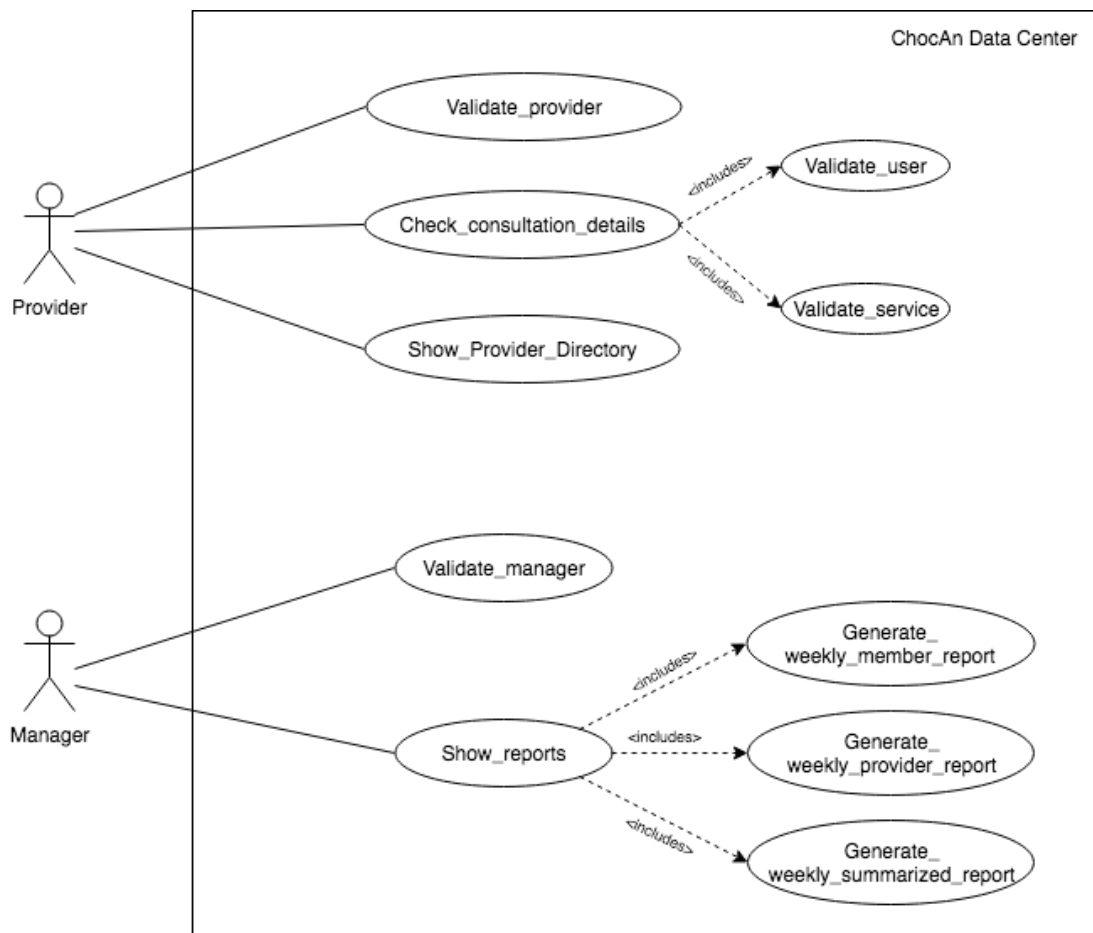 ChocAn Data Center
Validate_provider
<includes>
Validate_user
Check_consultation_details
<includes>
Validate_service
Provider
Show_Provider_Directory
Validate_manager
Generate_
weekly_member_report
<includes>
Manager
Show_reports
<includes>
Generate_
weekly_provider_report
<includes>
Generate_
weekly_summarized_report